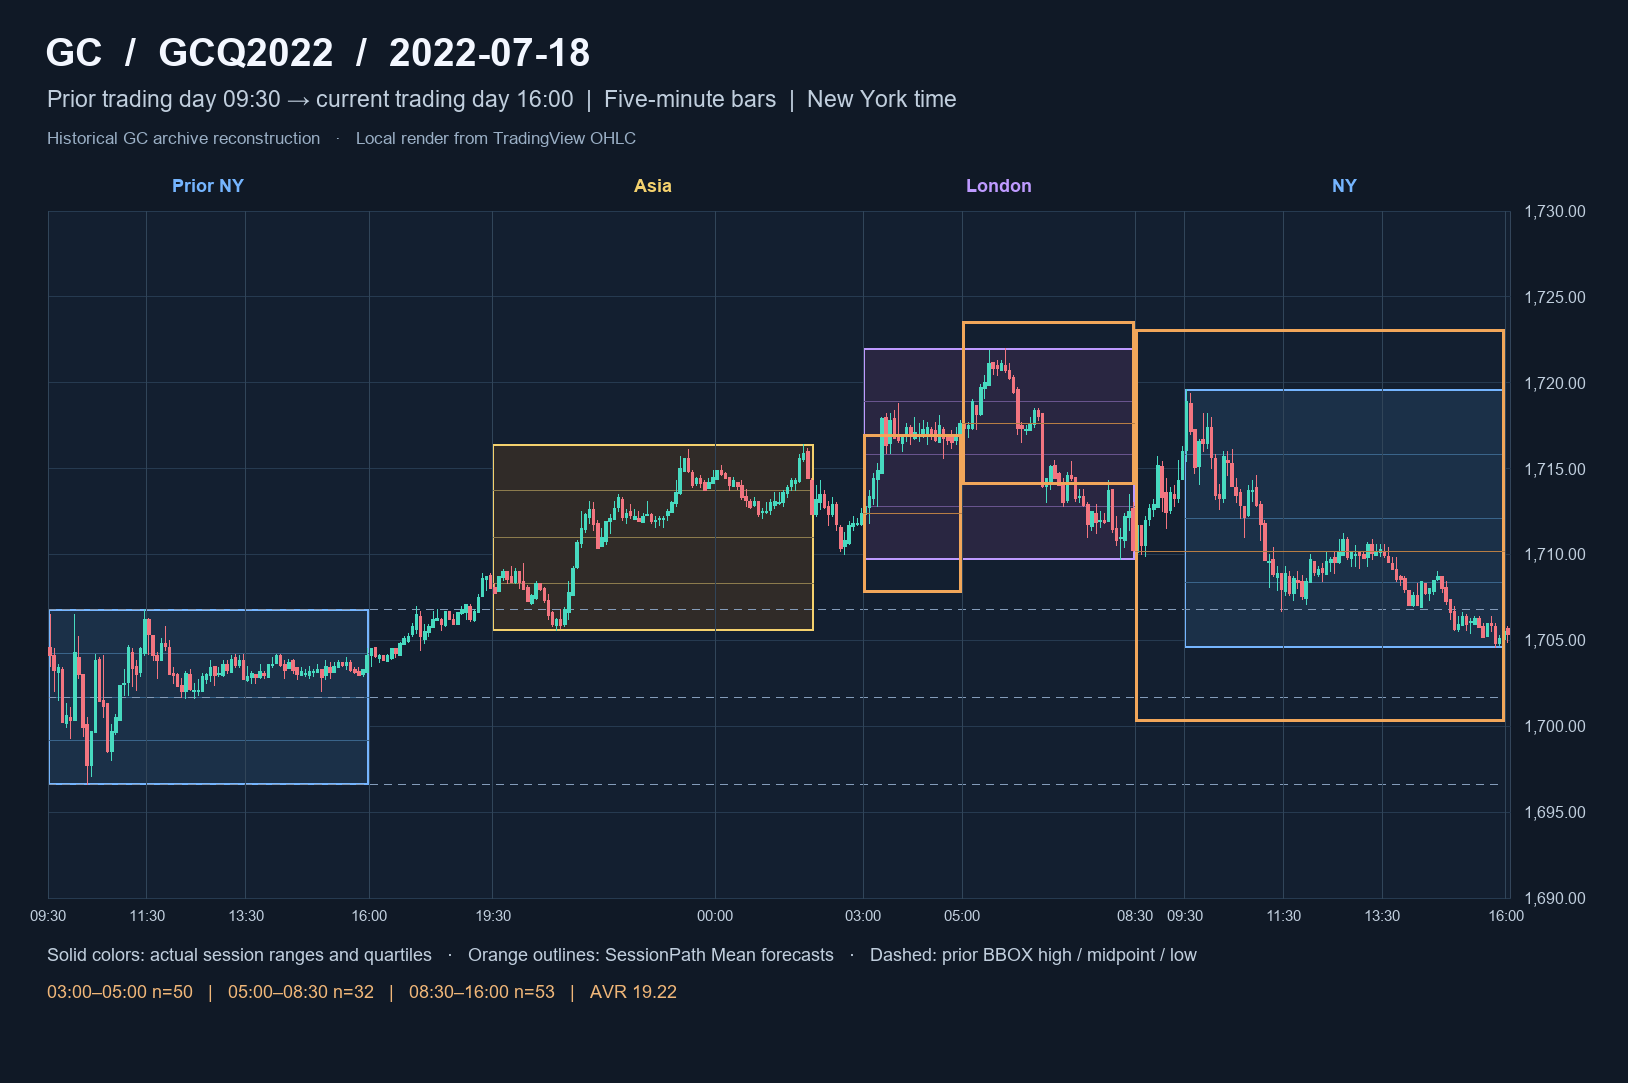 GC / GCQ2022 / 2022-07-18
Prior trading day 09:30 → current trading day 16:00 | Five-minute bars | New York time
Historical GC archive reconstruction · Local render from TradingView OHLC
Prior NY Asia London NY
1,730.00
1,725.00
1,720.00
1,715.00
1,710.00
1,705.00
1,700.00
1,695.00
1,690.00
09:30 11:30 13:30 16:00 19:30 00:00 03:00 05:00 08:30 09:30 11:30 13:30 16:00
Solid colors: actual session ranges and quartiles · Orange outlines: SessionPath Mean forecasts · Dashed: prior BBOX high / midpoint / low
03:00–05:00 n=50 | 05:00–08:30 n=32 | 08:30–16:00 n=53 | AVR 19.22